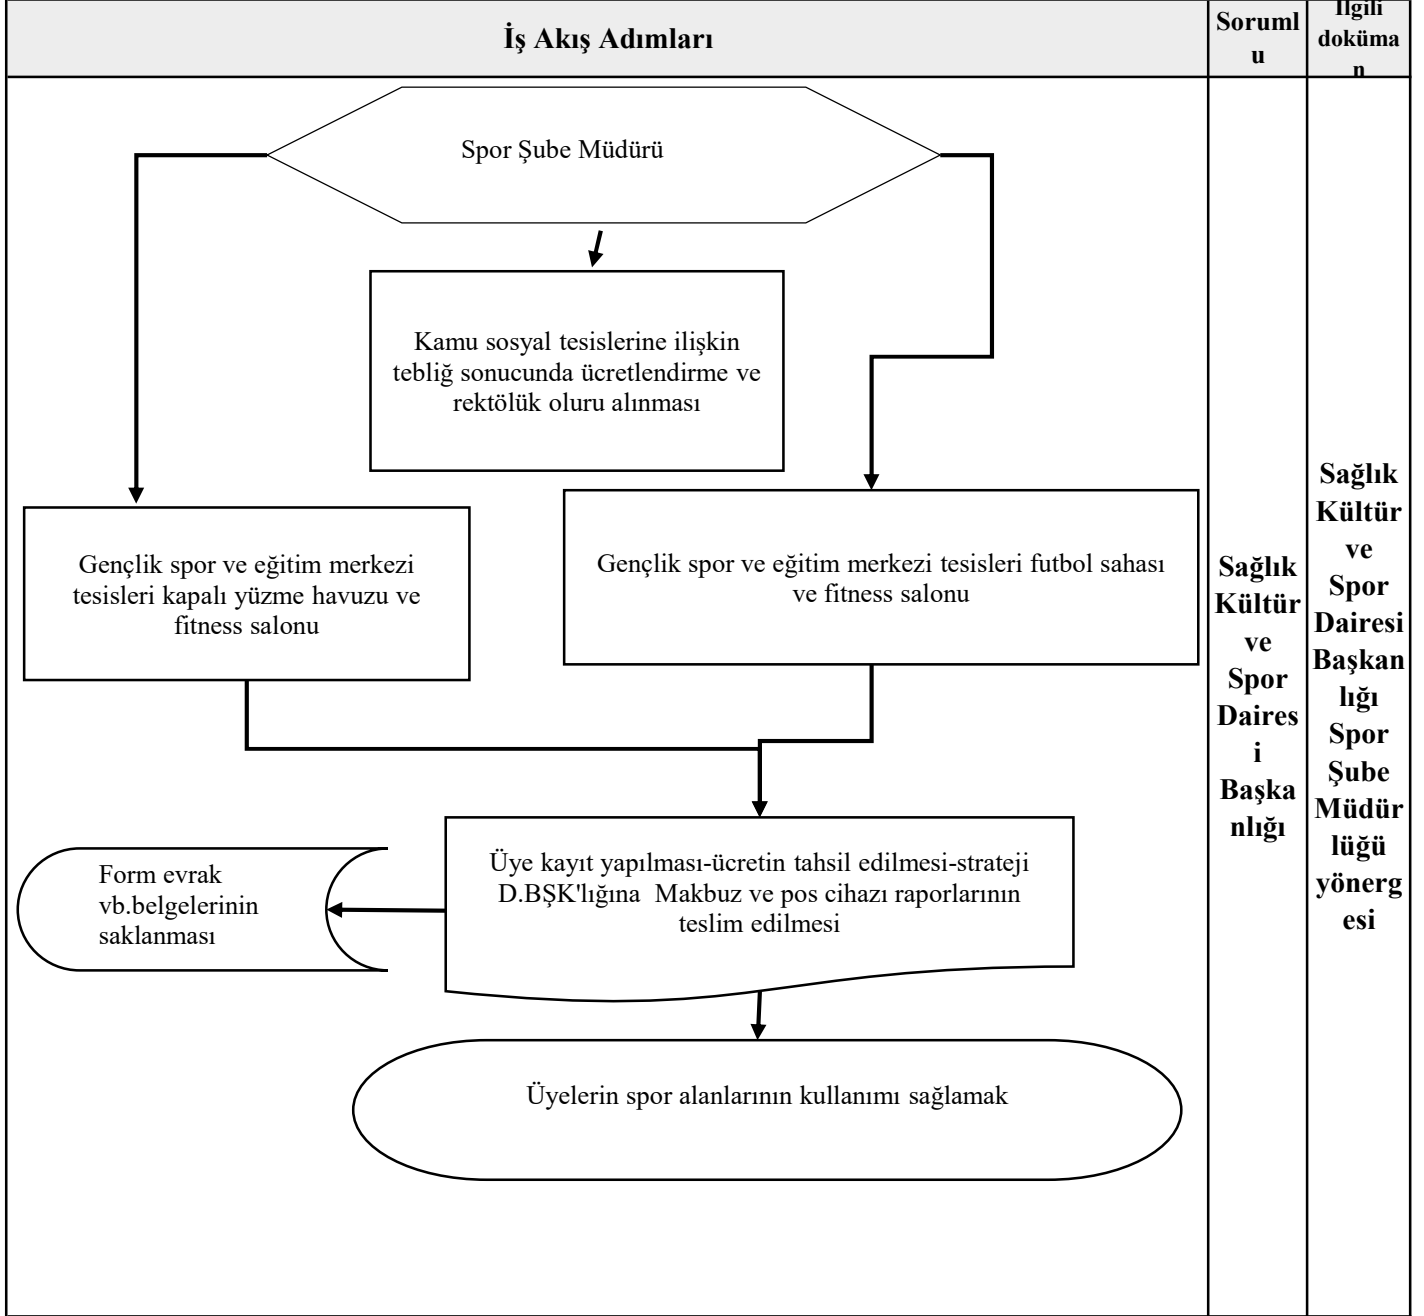 İş Akış Adımları
Soruml
u
İlgili
doküma
n
Spor Şube Müdürü
Kamu sosyal tesislerine ilişkin
tebliğ sonucunda ücretlendirme ve
rektölük oluru alınması
Gençlik spor ve eğitim merkezi
tesisleri kapalı yüzme havuzu ve
fitness salonu
Gençlik spor ve eğitim merkezi tesisleri futbol sahası
ve fitness salonu
Üye kayıt yapılması-ücretin tahsil edilmesi-strateji
D.BŞK'lığına  Makbuz ve pos cihazı raporlarının
teslim edilmesi
Form evrak
vb.belgelerinin
saklanması
Üyelerin spor alanlarının kullanımı sağlamak
Sağlık
Kültür
ve
Spor
Daires
i
Başka
nlığı
Sağlık
Kültür
ve
Spor
Dairesi
Başkan
lığı
Spor
Şube
Müdür
lüğü
yönerg
esi